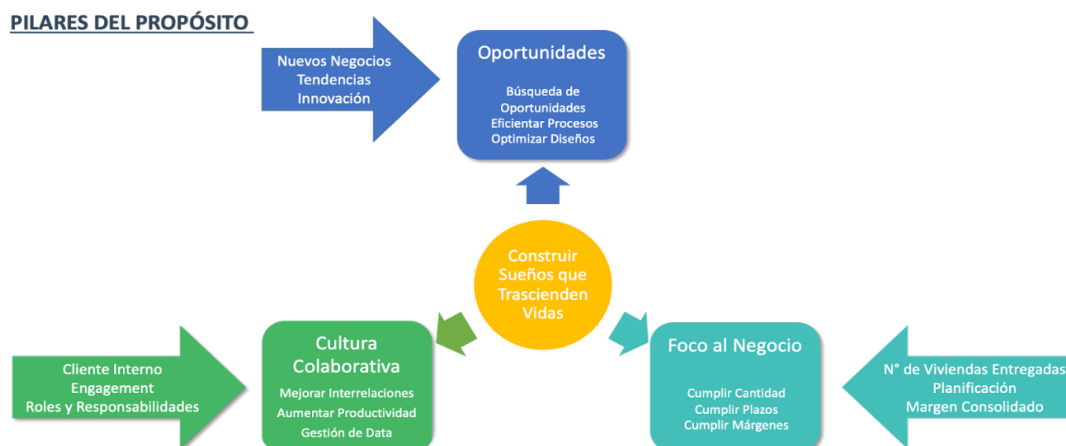 PILARES DEL PROPÓSITO
Nuevos Negocios
Tendencias
Innovación
Oportunidades
Búsqueda de
Oportunidades
Eficientar Procesos
Optimizar Diseños
Construir
Sueños que
Trascienden
Vidas
Cliente Interno
Engagement
Roles y Responsabilidades
Cultura
Colaborativa
Mejorar Interrelaciones
Aumentar Productividad
Gestión de Data
Foco al Negocio
Cumplir Cantidad
Cumplir Plazos
Cumplir Márgenes
N° de Viviendas Entregadas
Planificación
Margen Consolidado